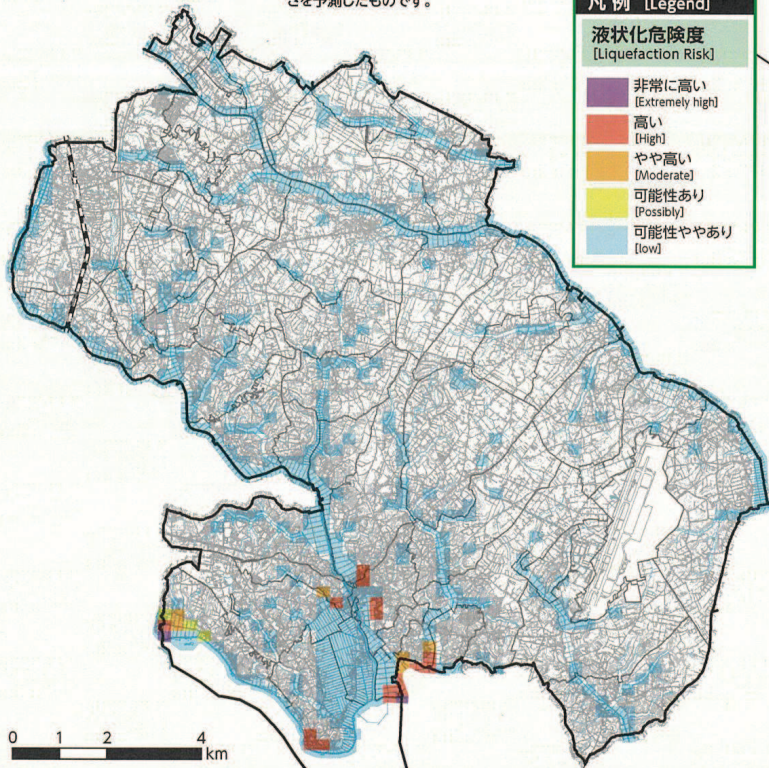 さを予測したものです。
凡例 [Legend]
液状化危険度
[Liquefaction Risk]
非常に高い
[Extremely high]
高い
[High]
やや高い
[Moderate]
可能性あり
[Possibly]
可能性ややあり
[low]
0 1 2 4
km